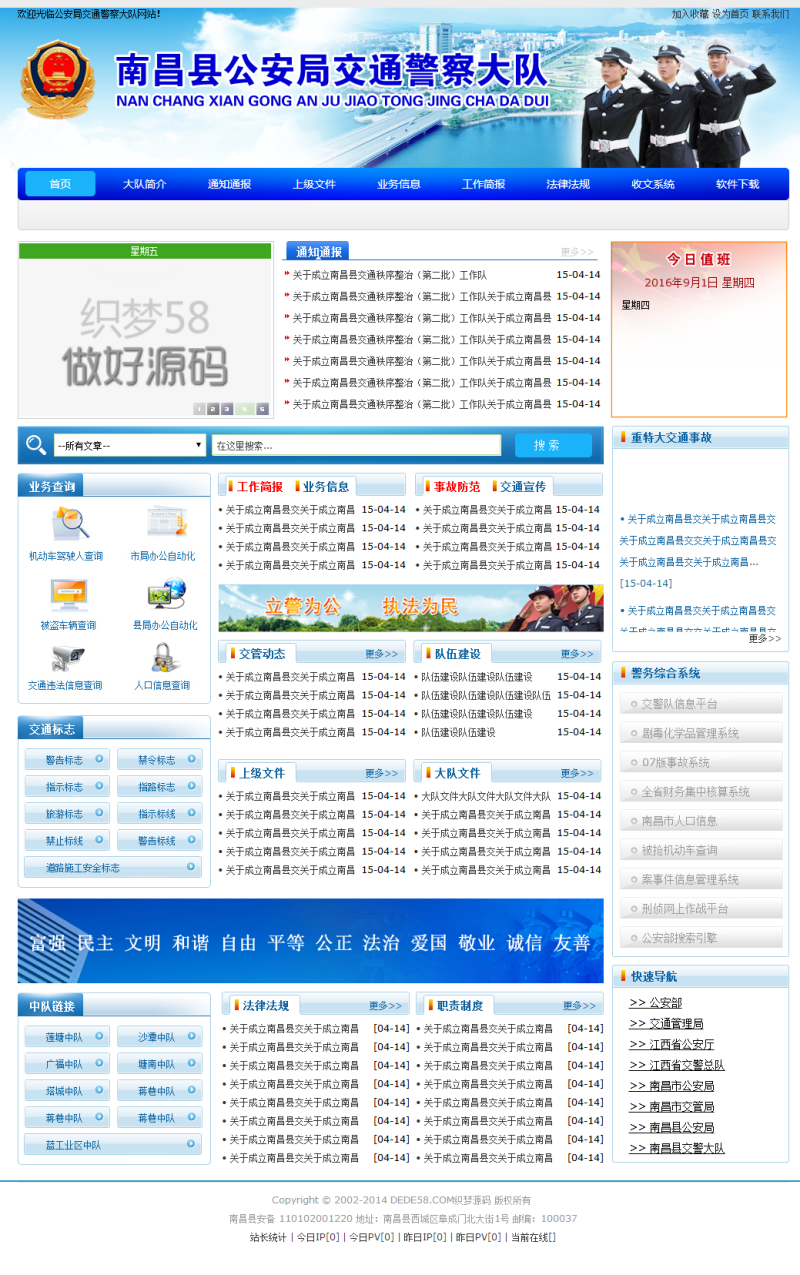 欢迎光临公安局交通警察大队网站！
加入收藏 设为首页 联系我们
南昌县公安局交通警察大队
NAN CHANG XIAN GONG AN JU JIAO TONG JING CHA DA DUI
首页 大队简介 通知通报 上级文件 业务信息 工作简报 法律法规 收文系统 软件下载
星期五
织梦58
做好源码
1 2 3 4 5
通知通报 更多>>
关于成立南昌县交通秩序整治（第二批）工作队 15-04-14
关于成立南昌县交通秩序整治（第二批）工作队关于成立南昌县 15-04-14
关于成立南昌县交通秩序整治（第二批）工作队关于成立南昌县 15-04-14
关于成立南昌县交通秩序整治（第二批）工作队关于成立南昌县 15-04-14
关于成立南昌县交通秩序整治（第二批）工作队关于成立南昌县 15-04-14
关于成立南昌县交通秩序整治（第二批）工作队关于成立南昌县 15-04-14
关于成立南昌县交通秩序整治（第二批）工作队关于成立南昌县 15-04-14
今日值班
2016年9月1日 星期四
星期四
--所有文章-- 在这里搜索... 搜 索
业务查询
机动车驾驶人查询 市局办公自动化
被盗车辆查询 县局办公自动化
交通违法信息查询 人口信息查询
工作简报 业务信息
• 关于成立南昌县交关于成立南昌 15-04-14
• 关于成立南昌县交关于成立南昌 15-04-14
• 关于成立南昌县交关于成立南昌 15-04-14
• 关于成立南昌县交关于成立南昌 15-04-14
事故防范 交通宣传
• 关于成立南昌县交关于成立南昌 15-04-14
• 关于成立南昌县交关于成立南昌 15-04-14
• 关于成立南昌县交关于成立南昌 15-04-14
• 关于成立南昌县交关于成立南昌 15-04-14
重特大交通事故
• 关于成立南昌县交关于成立南昌县交
关于成立南昌县交关于成立南昌县交
关于成立南昌县交关于成立南昌...
[15-04-14]
• 关于成立南昌县交关于成立南昌县交
更多>>
立警为公 执法为民
交管动态 更多>>
• 关于成立南昌县交关于成立南昌 15-04-14
• 关于成立南昌县交关于成立南昌 15-04-14
• 关于成立南昌县交关于成立南昌 15-04-14
• 关于成立南昌县交关于成立南昌 15-04-14
队伍建设 更多>>
• 队伍建设队伍建设队伍建设 15-04-14
• 队伍建设队伍建设队伍建设队伍 15-04-14
• 队伍建设队伍建设队伍建设 15-04-14
• 队伍建设队伍建设 15-04-14
交通标志
警告标志 禁令标志
指示标志 指路标志
旅游标志 指示标线
禁止标线 警告标线
道路施工安全标志
上级文件 更多>>
• 关于成立南昌县交关于成立南昌 15-04-14
• 关于成立南昌县交关于成立南昌 15-04-14
• 关于成立南昌县交关于成立南昌 15-04-14
• 关于成立南昌县交关于成立南昌 15-04-14
• 关于成立南昌县交关于成立南昌 15-04-14
大队文件 更多>>
• 大队文件大队文件大队文件大队 15-04-14
• 关于成立南昌县交关于成立南昌 15-04-14
• 关于成立南昌县交关于成立南昌 15-04-14
• 关于成立南昌县交关于成立南昌 15-04-14
• 关于成立南昌县交关于成立南昌 15-04-14
警务综合系统
交警队信息平台
剧毒化学品管理系统
07版事故系统
全省财务集中核算系统
南昌市人口信息
被抢机动车查询
案事件信息管理系统
刑侦网上作战平台
公安部搜索引擎
富强 民主 文明 和谐 自由 平等 公正 法治 爱国 敬业 诚信 友善
中队链接
莲塘中队 沙潭中队
广福中队 塘南中队
塔城中队 蒋巷中队
蒋巷中队 蒋巷中队
蓝工业区中队
法律法规 更多>>
• 关于成立南昌县交关于成立南昌 [04-14]
• 关于成立南昌县交关于成立南昌 [04-14]
• 关于成立南昌县交关于成立南昌 [04-14]
• 关于成立南昌县交关于成立南昌 [04-14]
• 关于成立南昌县交关于成立南昌 [04-14]
• 关于成立南昌县交关于成立南昌 [04-14]
• 关于成立南昌县交关于成立南昌 [04-14]
• 关于成立南昌县交关于成立南昌 [04-14]
职责制度 更多>>
• 关于成立南昌县交关于成立南昌 [04-14]
• 关于成立南昌县交关于成立南昌 [04-14]
• 关于成立南昌县交关于成立南昌 [04-14]
• 关于成立南昌县交关于成立南昌 [04-14]
• 关于成立南昌县交关于成立南昌 [04-14]
• 关于成立南昌县交关于成立南昌 [04-14]
• 关于成立南昌县交关于成立南昌 [04-14]
• 关于成立南昌县交关于成立南昌 [04-14]
快速导航
>> 公安部
>> 交通管理局
>> 江西省公安厅
>> 江西省交警总队
>> 南昌市公安局
>> 南昌市交管局
>> 南昌县公安局
>> 南昌县交警大队
Copyright © 2002-2014 DEDE58.COM织梦源码 版权所有
南昌县安备 110102001220 地址：南昌县西城区阜成门北大街1号 邮编：100037
站长统计 | 今日IP[0] | 今日PV[0] | 昨日IP[0] | 昨日PV[0] | 当前在线[]